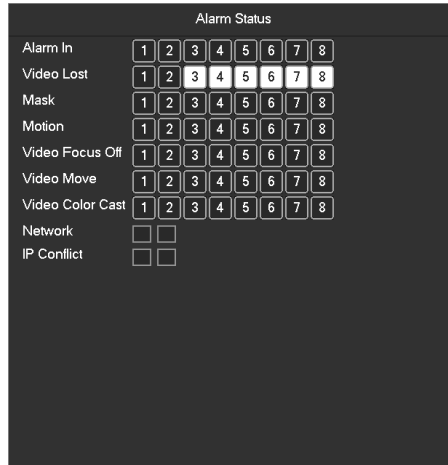 Alarm Status
Alarm In 1 2 3 4 5 6 7 8
Video Lost 1 2 3 4 5 6 7 8
Mask 1 2 3 4 5 6 7 8
Motion 1 2 3 4 5 6 7 8
Video Focus Off 1 2 3 4 5 6 7 8
Video Move 1 2 3 4 5 6 7 8
Video Color Cast 1 2 3 4 5 6 7 8
Network
IP Conflict